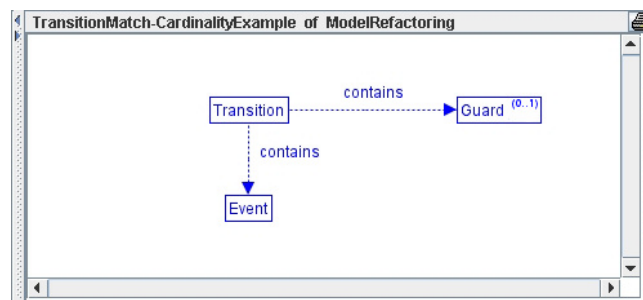 TransitionMatch-CardinalityExample of ModelRefactoring
contains
Transition
Guard (0..1)
contains
Event